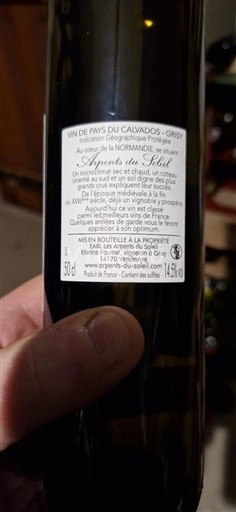 VIN DE PAYS DU CALVADOS - GRISY
Indication Géographique Protégée
Au coeur de la NORMANDIE, se situent
Arpents du Soleil
Un microclimat sec et chaud, un coteau
orienté au sud et un sol digne des plus
grands crus expliquent leur succès.
De l'époque médiévale à la fin
du XVIIIème siècle, déjà un vignoble y prospéra.
Aujourd'hui ce vin est classé
parmi les meilleurs vins de France.
Quelques années de garde vous le feront
apprécier à son optimum.
MIS EN BOUTEILLE À LA PROPRIÉTÉ
EARL Les Arpents du Soleil
Gérard Samson, vigneron à Grisy
14170 VENDEUVRE
www.arpents-du-soleil.com
Produit de France - Contient des sulfites
50 cl
14,5% vol